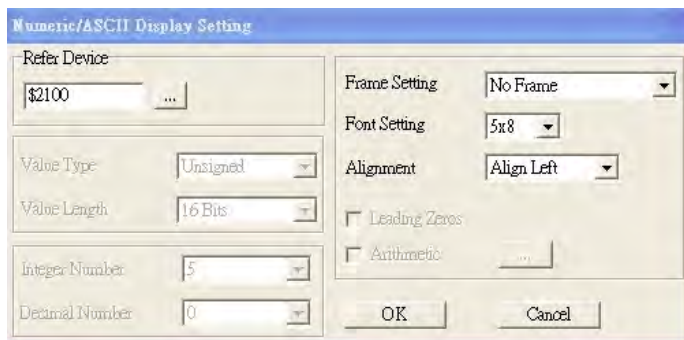 Numeric/ASCII Display Setting
Refer Device
$2100
...
Value Type
Unsigned
Value Length
16 Bits
Integer Number
5
Decimal Number
0
Frame Setting
No Frame
Font Setting
5x8
Alignment
Align Left
Leading Zeros
Arithmetic
...
OK
Cancel